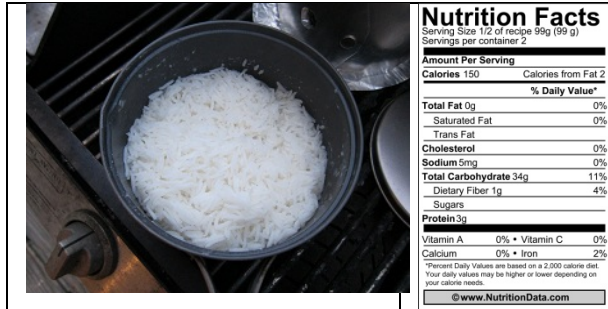 Nutrition Facts
Serving Size 1/2 of recipe 99g (99 g)
Servings per container 2
Amount Per Serving
Calories 150 Calories from Fat 2
% Daily Value*
Total Fat 0g 0%
Saturated Fat 0%
Trans Fat
Cholesterol 0%
Sodium 5mg 0%
Total Carbohydrate 34g 11%
Dietary Fiber 1g 4%
Sugars
Protein 3g
Vitamin A 0% • Vitamin C 0%
Calcium 0% • Iron 2%
*Percent Daily Values are based on a 2,000 calorie diet.
Your daily values may be higher or lower depending on
your calorie needs.
©www.NutritionData.com